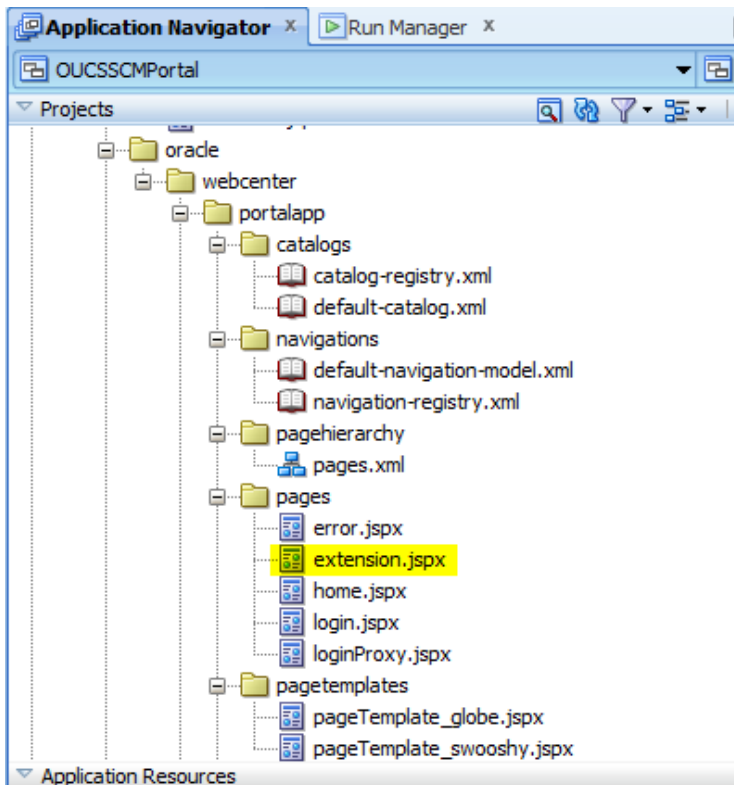 Application Navigator x Run Manager x
OUCSSCMPortal
Projects
oracle
webcenter
portalapp
catalogs
catalog-registry.xml
default-catalog.xml
navigations
default-navigation-model.xml
navigation-registry.xml
pagehierarchy
pages.xml
pages
error.jspx
extension.jspx
home.jspx
login.jspx
loginProxy.jspx
pagetemplates
pageTemplate_globe.jspx
pageTemplate_swooshy.jspx
Application Resources